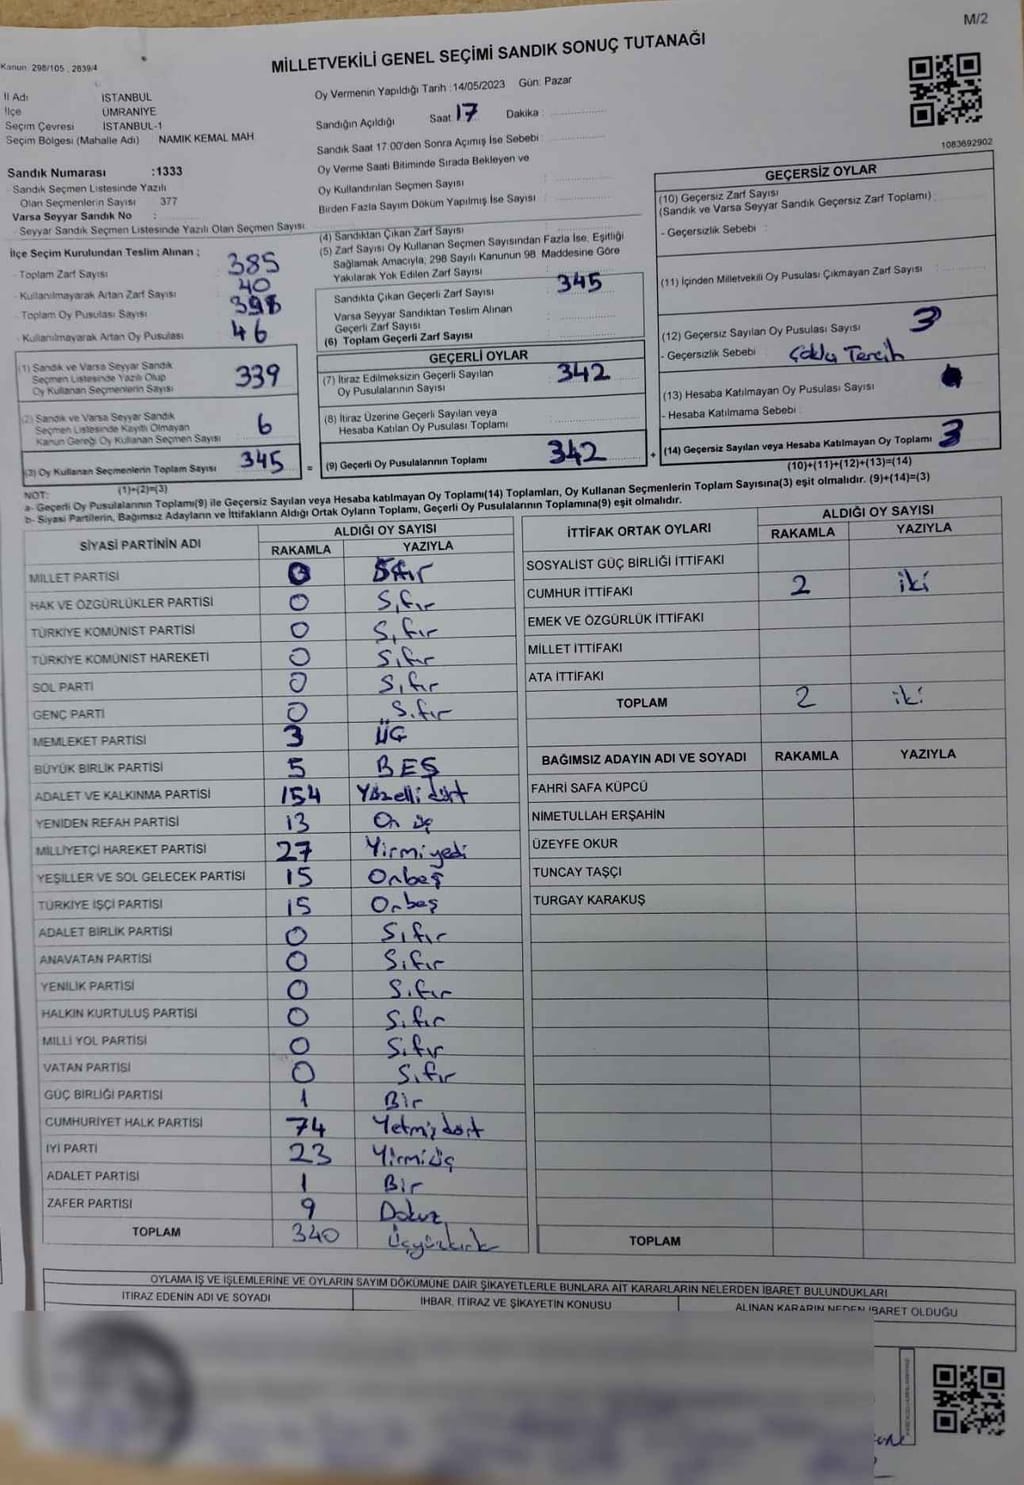 M/2
Kanun: 298/105 , 2839/4
MİLLETVEKİLİ GENEL SEÇİMİ SANDIK SONUÇ TUTANAĞI
İl Adı İSTANBUL
İlçe ÜMRANİYE
Seçim Çevresi İSTANBUL-1
Seçim Bölgesi (Mahalle Adı) NAMIK KEMAL MAH
Sandık Numarası :1333
- Sandık Seçmen Listesinde Yazılı
Olan Seçmenlerin Sayısı 377
Varsa Seyyar Sandık No :
- Seyyar Sandık Seçmen Listesinde Yazılı Olan Seçmen Sayısı
İlçe Seçim Kurulundan Teslim Alınan ;
- Toplam Zarf Sayısı 385
- Kullanılmayarak Artan Zarf Sayısı 40
- Toplam Oy Pusulası Sayısı
- Kullanılmayarak Artan Oy Pusulası 46
(1) Sandık ve Varsa Seyyar Sandık
Seçmen Listesinde Yazılı Olup
Oy Kullanan Seçmenlerin Sayısı 339
(2) Sandık ve Varsa Seyyar Sandık
Seçmen Listesinde Kayıtlı Olmayan
Kanun Gereği Oy Kullanan Seçmen Sayısı 6
(3) Oy Kullanan Seçmenlerin Toplam Sayısı 345
(1)+(2)=(3)
Oy Vermenin Yapıldığı Tarih :14/05/2023 Gün: Pazar
Sandığın Açıldığı Saat 17 Dakika :
Sandık Saat 17:00'den Sonra Açımış İse Sebebi :
Oy Verme Saati Bitiminde Sırada Bekleyen ve
Oy Kullandırılan Seçmen Sayısı :
Birden Fazla Sayım Döküm Yapılmış İse Sayısı :
(4) Sandıktan Çıkan Zarf Sayısı
(5) Zarf Sayısı Oy Kullanan Seçmen Sayısından Fazla İse, Eşitliği
Sağlamak Amacıyla, 298 Sayılı Kanunun 98. Maddesine Göre
Yakılarak Yok Edilen Zarf Sayısı
Sandıkta Çıkan Geçerli Zarf Sayısı 345
Varsa Seyyar Sandıktan Teslim Alınan
Geçerli Zarf Sayısı
(6) Toplam Geçerli Zarf Sayısı
GEÇERLİ OYLAR
(7) İtiraz Edilmeksizin Geçerli Sayılan
Oy Pusulalarının Sayısı 342
(8) İtiraz Üzerine Geçerli Sayılan veya
Hesaba Katılan Oy Pusulası Toplamı
= (9) Geçerli Oy Pusulalarının Toplamı 342 +
1083692902
GEÇERSİZ OYLAR
(10) Geçersiz Zarf Sayısı
(Sandık ve Varsa Seyyar Sandık Geçersiz Zarf Toplamı)
- Geçersizlik Sebebi :
(11) İçinden Milletvekili Oy Pusulası Çıkmayan Zarf Sayısı
(12) Geçersiz Sayılan Oy Pusulası Sayısı 3
- Geçersizlik Sebebi Çoklu Tercih
(13) Hesaba Katılmayan Oy Pusulası Sayısı
- Hesaba Katılmama Sebebi :
(14) Geçersiz Sayılan veya Hesaba Katılmayan Oy Toplamı 3
(10)+(11)+(12)+(13)=(14)
NOT:
a- Geçerli Oy Pusulalarının Toplamı(9) ile Geçersiz Sayılan veya Hesaba katılmayan Oy Toplamı(14) Toplamları, Oy Kullanan Seçmenlerin Toplam Sayısına(3) eşit olmalıdır. (9)+(14)=(3)
b- Siyasi Partilerin, Bağımsız Adayların ve İttifakların Aldığı Ortak Oyların Toplamı, Geçerli Oy Pusulalarının Toplamına(9) eşit olmalıdır.
SİYASİ PARTİNİN ADI ALDIĞI OY SAYISI
RAKAMLA YAZIYLA
MİLLET PARTİSİ 0 Sıfır
HAK VE ÖZGÜRLÜKLER PARTİSİ 0 Sıfır
TÜRKİYE KOMÜNİST PARTİSİ 0 Sıfır
TÜRKİYE KOMÜNİST HAREKETİ 0 Sıfır
SOL PARTİ 0 Sıfır
GENÇ PARTİ 0 Sıfır
MEMLEKET PARTİSİ 3 ÜÇ
BÜYÜK BİRLİK PARTİSİ 5 BEŞ
ADALET VE KALKINMA PARTİSİ 154 Yüzellidört
YENİDEN REFAH PARTİSİ 13 On üç
MİLLİYETÇİ HAREKET PARTİSİ 27 Yirmiyedi
YEŞİLLER VE SOL GELECEK PARTİSİ 15 Onbeş
TÜRKİYE İŞÇİ PARTİSİ 15 Onbeş
ADALET BİRLİK PARTİSİ 0 Sıfır
ANAVATAN PARTİSİ 0 Sıfır
YENİLİK PARTİSİ 0 Sıfır
HALKIN KURTULUŞ PARTİSİ 0 Sıfır
MİLLİ YOL PARTİSİ 0 Sıfır
VATAN PARTİSİ 0 Sıfır
GÜÇ BİRLİĞİ PARTİSİ 1 Bir
CUMHURİYET HALK PARTİSİ 74 Yetmişdört
İYİ PARTİ 23 Yirmiüç
ADALET PARTİSİ 1 Bir
ZAFER PARTİSİ 9 Dokuz
TOPLAM 340 Üçyüzkırk
İTTİFAK ORTAK OYLARI ALDIĞI OY SAYISI
RAKAMLA YAZIYLA
SOSYALİST GÜÇ BİRLİĞİ İTTİFAKI
CUMHUR İTTİFAKI 2 iki
EMEK VE ÖZGÜRLÜK İTTİFAKI
MİLLET İTTİFAKI
ATA İTTİFAKI
TOPLAM 2 iki
BAĞIMSIZ ADAYIN ADI VE SOYADI RAKAMLA YAZIYLA
FAHRİ SAFA KÜPCÜ
NİMETULLAH ERŞAHİN
ÜZEYFE OKUR
TUNCAY TAŞÇI
TURGAY KARAKUŞ
TOPLAM
OYLAMA İŞ VE İŞLEMLERİNE VE OYLARIN SAYIM DÖKÜMÜNE DAİR ŞİKAYETLERLE BUNLARA AİT KARARLARIN NELERDEN İBARET BULUNDUKLARI
İTİRAZ EDENİN ADI VE SOYADI İHBAR, İTİRAZ VE ŞİKAYETİN KONUSU ALINAN KARARIN NEDEN İBARET OLDUĞU